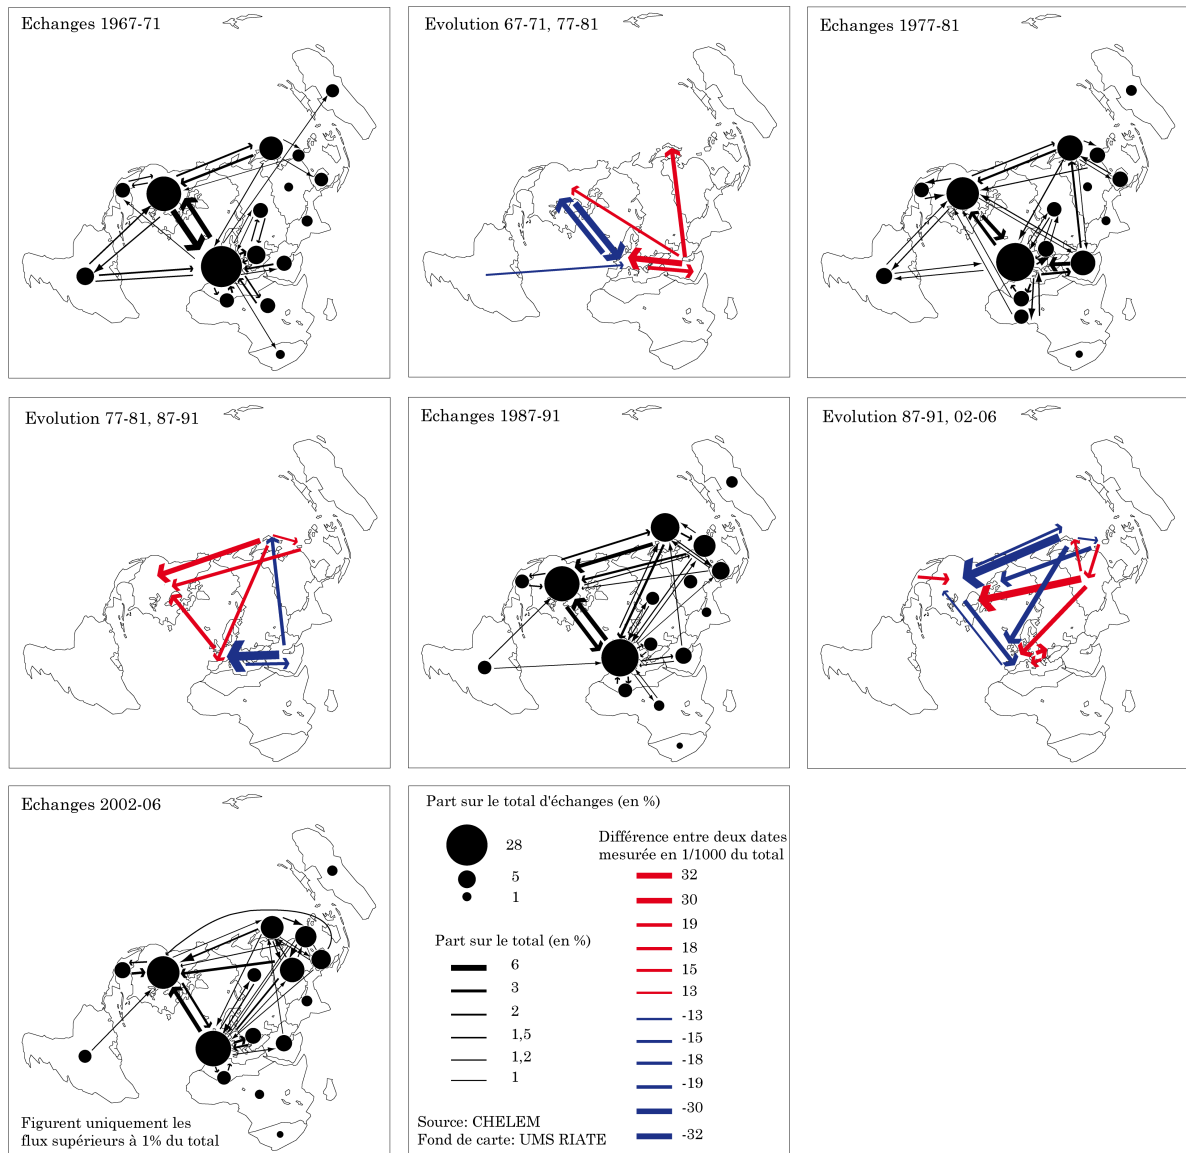 Echanges 1967-71
Evolution 67-71, 77-81
Echanges 1977-81
Evolution 77-81, 87-91
Echanges 1987-91
Evolution 87-91, 02-06
Echanges 2002-06
Figurent uniquement les
flux supérieurs à 1% du total
Part sur le total d'échanges (en %)
28
5
1
Part sur le total (en %)
6
3
2
1,5
1,2
1
Différence entre deux dates
mesurée en 1/1000 du total
32
30
19
18
15
13
-13
-15
-18
-19
-30
-32
Source: CHELEM
Fond de carte: UMS RIATE